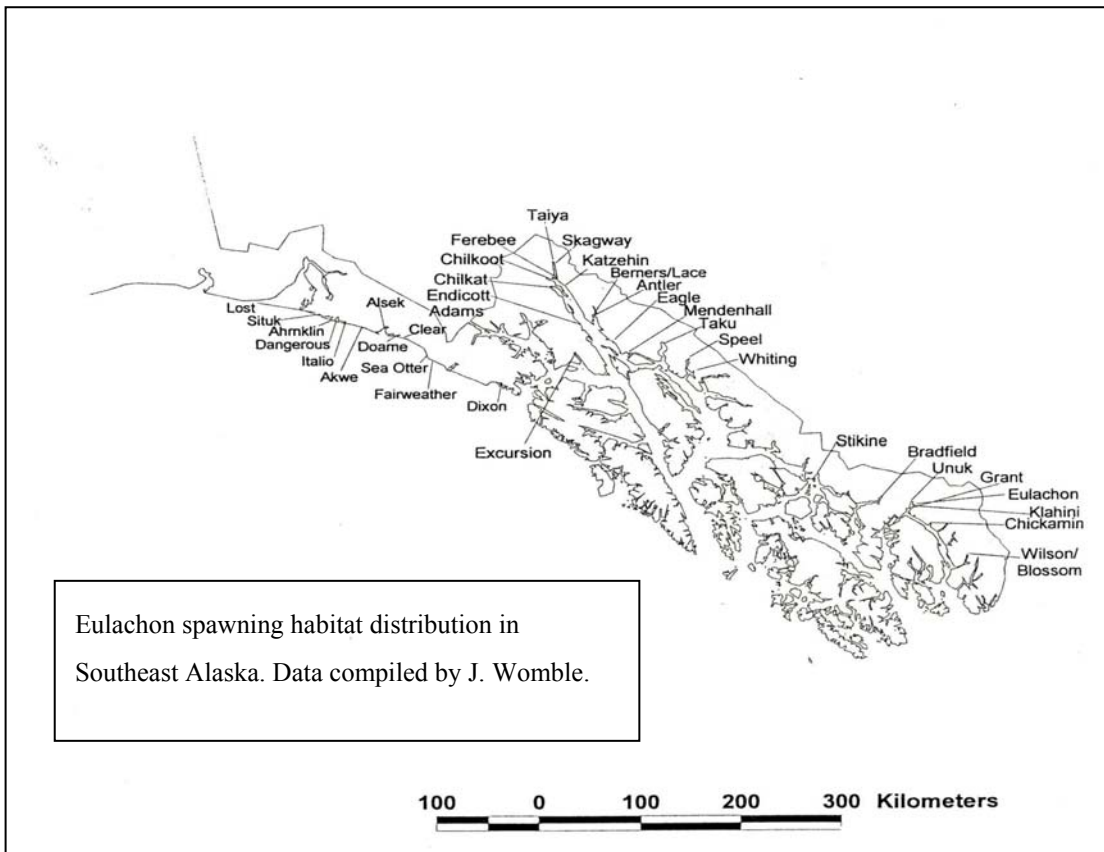 Taiya
Ferebee
Skagway
Chilkoot
Katzehin
Chilkat
Berners/Lace
Endicott
Antler
Adams
Eagle
Mendenhall
Taku
Speel
Whiting
Lost
Situk
Ahrnklin
Dangerous
Italio
Akwe
Alsek
Doame
Clear
Sea Otter
Fairweather
Dixon
Excursion
Stikine
Bradfield
Unuk
Grant
Eulachon
Klahini
Chickamin
Wilson/
Blossom
Eulachon spawning habitat distribution in
Southeast Alaska. Data compiled by J. Womble.
100 0 100 200 300 Kilometers